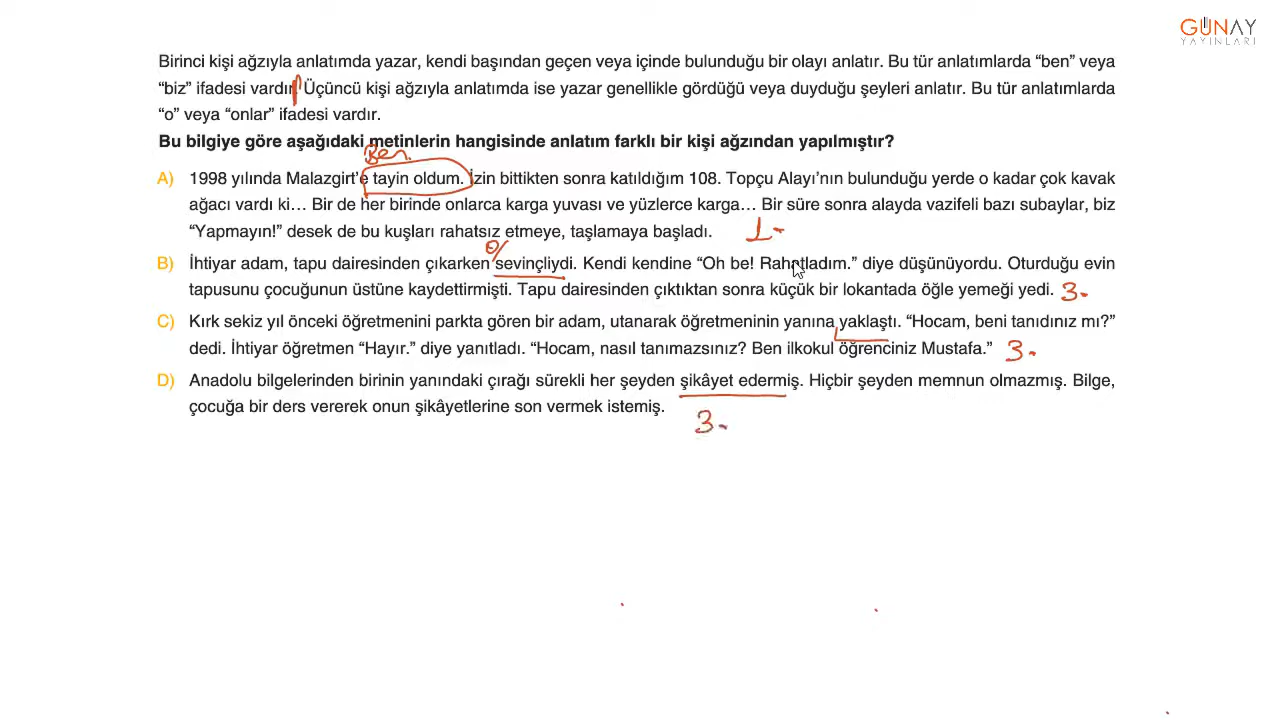 GÜNAY
YAYINLARI
Birinci kişi ağzıyla anlatımda yazar, kendi başından geçen veya içinde bulunduğu bir olayı anlatır. Bu tür anlatımlarda “ben” veya
“biz” ifadesi vardır. Üçüncü kişi ağzıyla anlatımda ise yazar genellikle gördüğü veya duyduğu şeyleri anlatır. Bu tür anlatımlarda
“o” veya “onlar” ifadesi vardır.
Bu bilgiye göre aşağıdaki metinlerin hangisinde anlatım farklı bir kişi ağzından yapılmıştır?
Ben
A) 1998 yılında Malazgirt’e tayin oldum. İzin bittikten sonra katıldığım 108. Topçu Alayı’nın bulunduğu yerde o kadar çok kavak
ağacı vardı ki… Bir de her birinde onlarca karga yuvası ve yüzlerce karga… Bir süre sonra alayda vazifeli bazı subaylar, biz
“Yapmayın!” desek de bu kuşları rahatsız etmeye, taşlamaya başladı. 1.
O
B) İhtiyar adam, tapu dairesinden çıkarken sevinçliydi. Kendi kendine “Oh be! Rahatladım.” diye düşünüyordu. Oturduğu evin
tapusunu çocuğunun üstüne kaydettirmişti. Tapu dairesinden çıktıktan sonra küçük bir lokantada öğle yemeği yedi. 3.
C) Kırk sekiz yıl önceki öğretmenini parkta gören bir adam, utanarak öğretmeninin yanına yaklaştı. “Hocam, beni tanıdınız mı?”
dedi. İhtiyar öğretmen “Hayır.” diye yanıtladı. “Hocam, nasıl tanımazsınız? Ben ilkokul öğrenciniz Mustafa.” 3.
D) Anadolu bilgelerinden birinin yanındaki çırağı sürekli her şeyden şikâyet edermiş. Hiçbir şeyden memnun olmazmış. Bilge,
çocuğa bir ders vererek onun şikâyetlerine son vermek istemiş.
3.